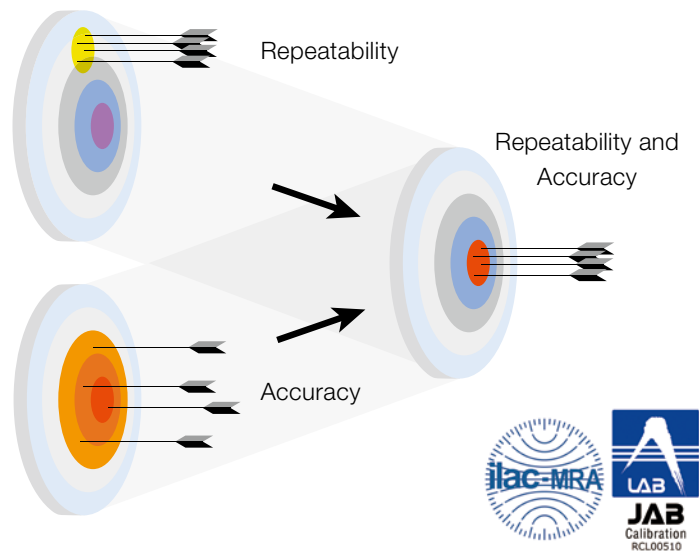 Repeatability
Repeatability and
Accuracy
Accuracy
ilac-MRA
LAB
JAB
Calibration
RCL00510